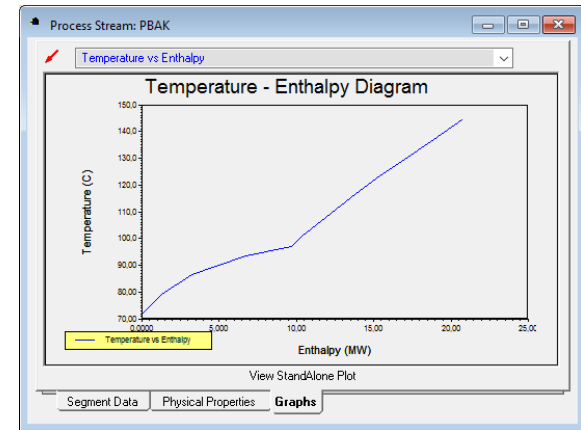 Process Stream: PBAK
Temperature vs Enthalpy
Temperature - Enthalpy Diagram
150,0
140,0
130,0
120,0
110,0
100,0
90,00
80,00
70,00
Temperature (C)
0,0000 5,000 10,00 15,00 20,00 25,00
Temperature vs Enthalpy
Enthalpy (MW)
View StandAlone Plot
Segment Data Physical Properties Graphs